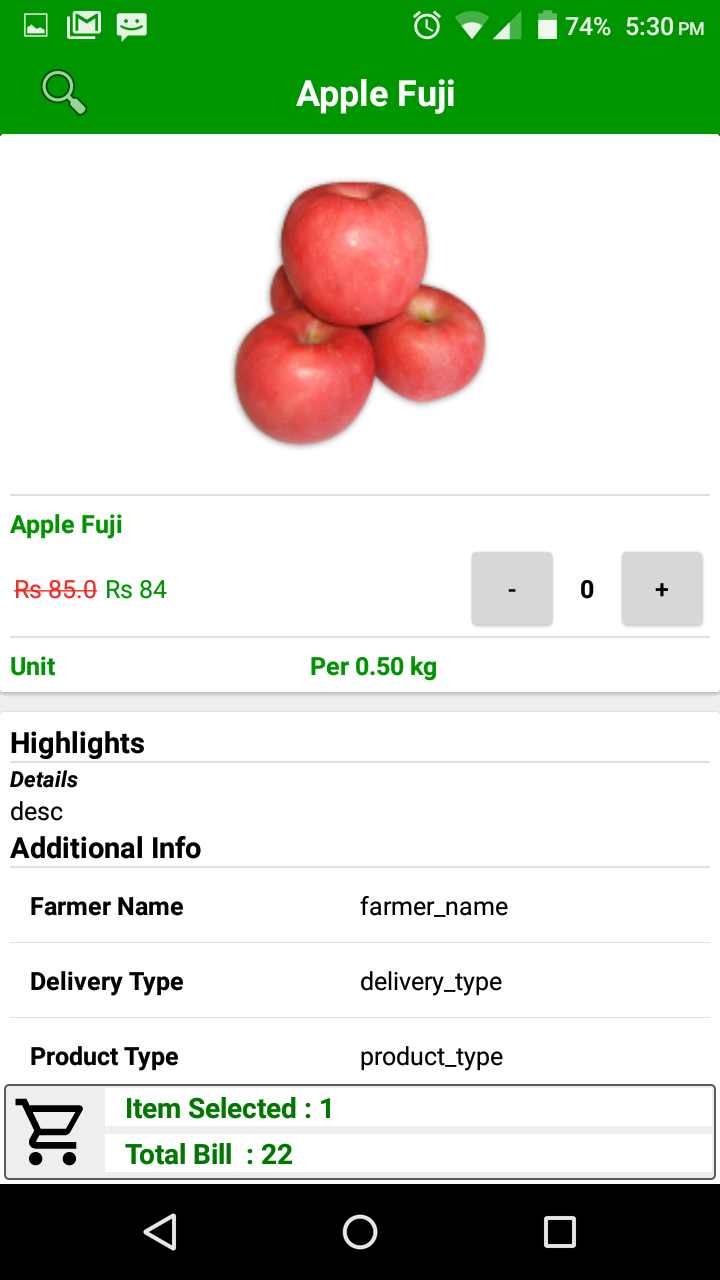 74% 5:30 PM
Apple Fuji
Apple Fuji
Rs 85.0 Rs 84
- 0 +
Unit Per 0.50 kg
Highlights
Details
desc
Additional Info
Farmer Name farmer_name
Delivery Type delivery_type
Product Type product_type
Item Selected : 1
Total Bill : 22